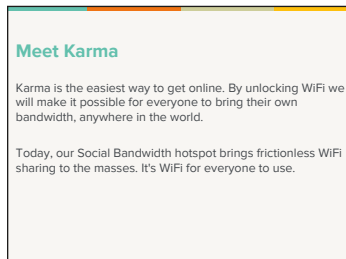 Meet Karma
Karma is the easiest way to get online. By unlocking WiFi we
will make it possible for everyone to bring their own
bandwidth, anywhere in the world.
Today, our Social Bandwidth hotspot brings frictionless WiFi
sharing to the masses. It's WiFi for everyone to use.